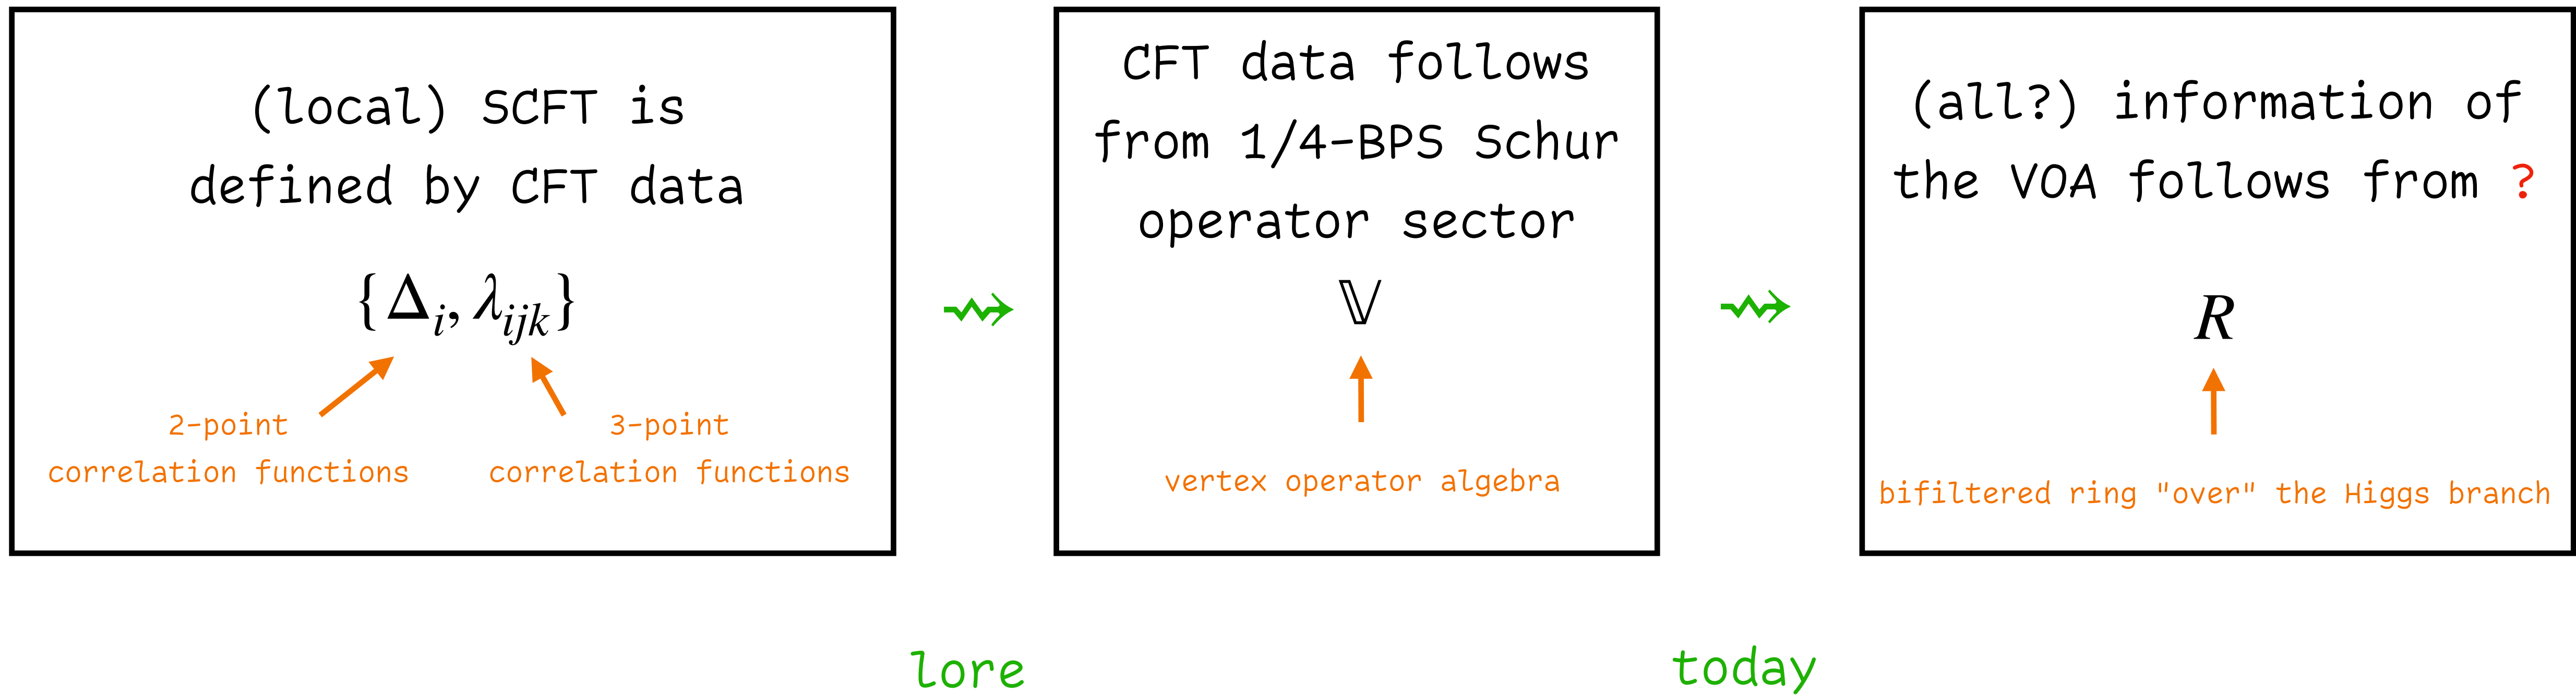 (local) SCFT is
defined by CFT data
{Δ_i, λ_{ijk}}
2-point
correlation functions
3-point
correlation functions
CFT data follows
from 1/4-BPS Schur
operator sector
𝕍
vertex operator algebra
(all?) information of
the VOA follows from ?
R
bifiltered ring "over" the Higgs branch
lore
today